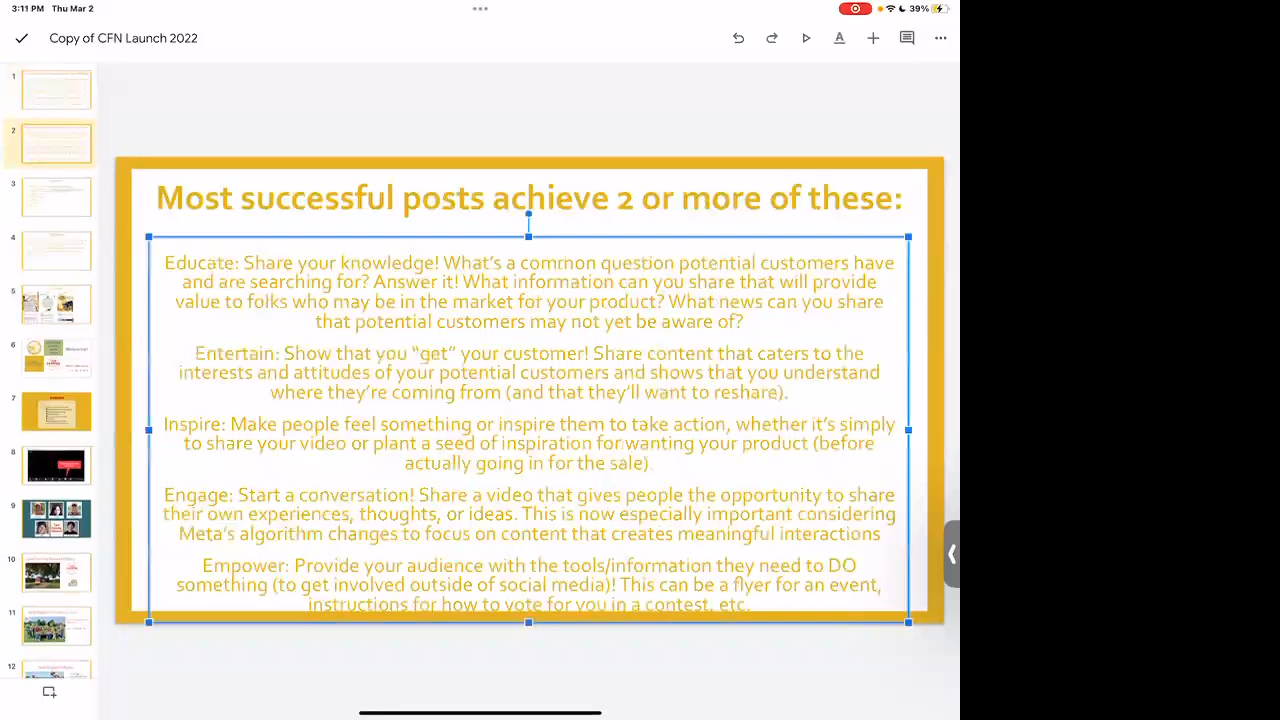 3:11 PM Thu Mar 2
39%
Copy of CFN Launch 2022
A
1
2
3
4
5
6
7
8
9
10
11
12
Most successful posts achieve 2 or more of these:
Educate: Share your knowledge! What's a common question potential customers have
and are searching for? Answer it! What information can you share that will provide
value to folks who may be in the market for your product? What news can you share
that potential customers may not yet be aware of?
Entertain: Show that you “get” your customer! Share content that caters to the
interests and attitudes of your potential customers and shows that you understand
where they're coming from (and that they'll want to reshare).
Inspire: Make people feel something or inspire them to take action, whether it's simply
to share your video or plant a seed of inspiration for wanting your product (before
actually going in for the sale).
Engage: Start a conversation! Share a video that gives people the opportunity to share
their own experiences, thoughts, or ideas. This is now especially important considering
Meta's algorithm changes to focus on content that creates meaningful interactions
Empower: Provide your audience with the tools/information they need to DO
something (to get involved outside of social media)! This can be a flyer for an event,
instructions for how to vote for you in a contest, etc.